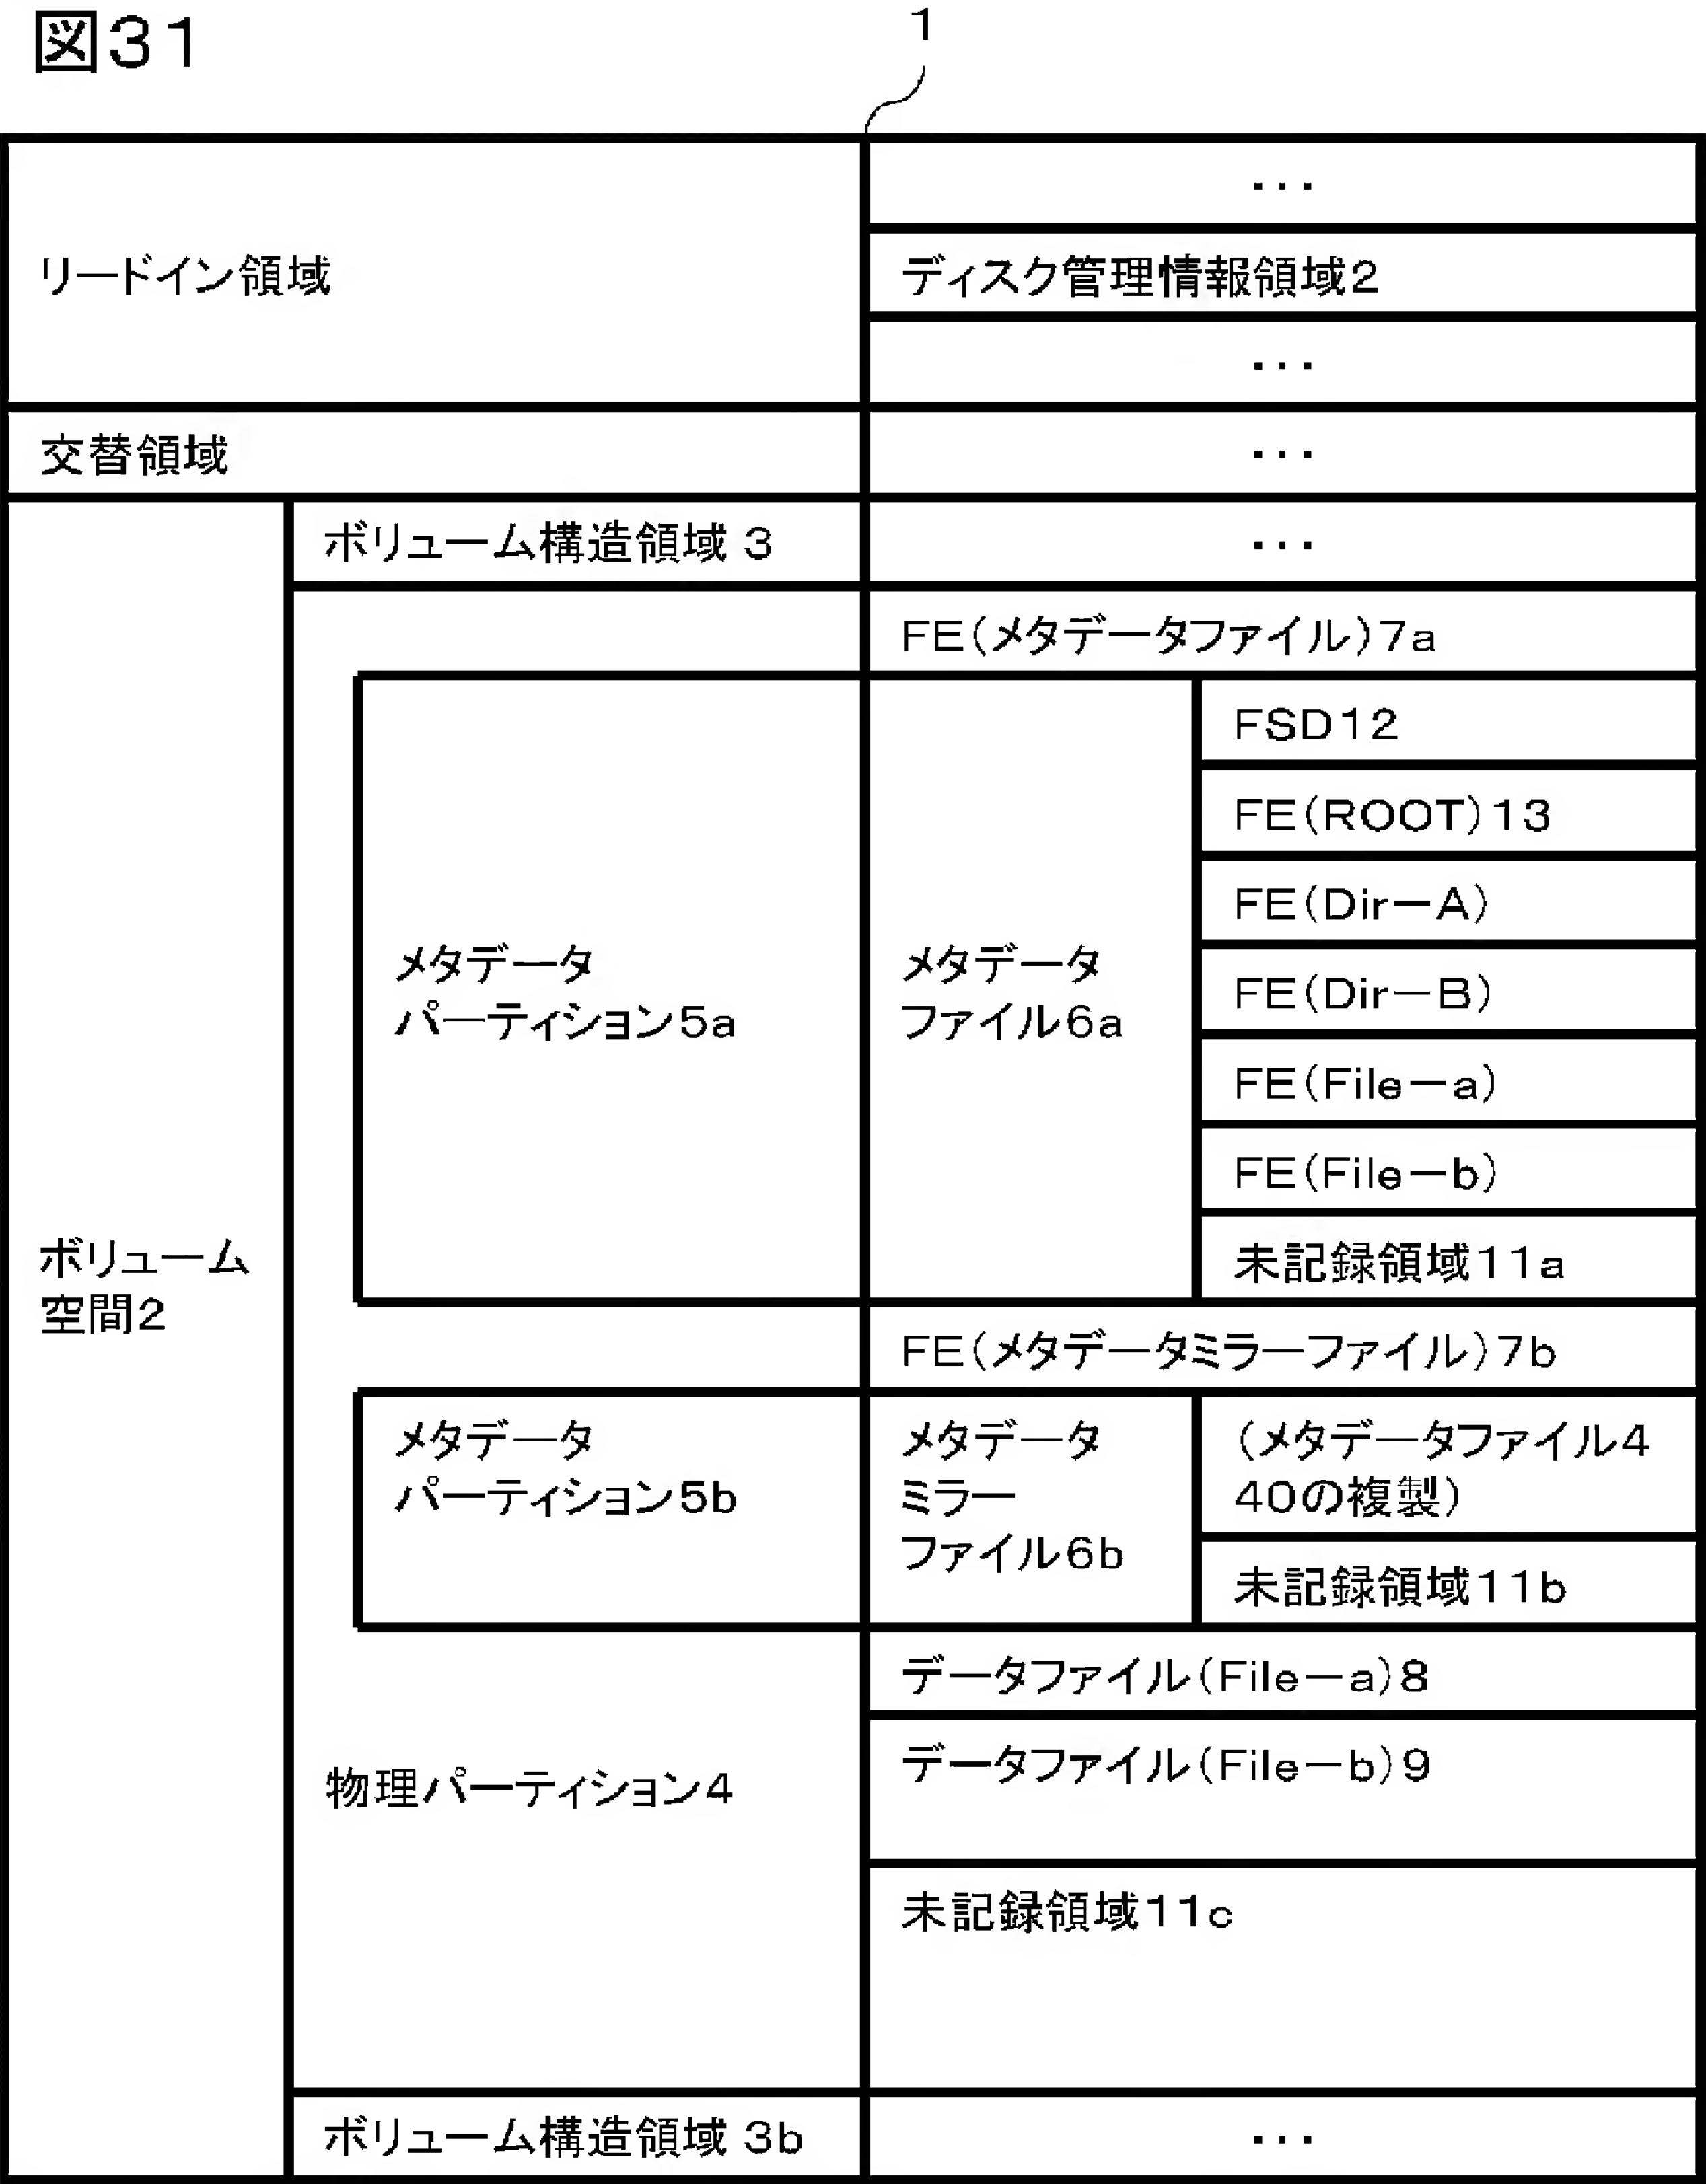 図31
1
リードイン領域
・・・
ディスク管理情報領域2
・・・
交替領域
・・・
ボリューム
空間2
ボリューム構造領域 3
・・・
FE(メタデータファイル)7a
メタデータ
パーティション5a
メタデータ
ファイル6a
FSD12
FE(ROOT)13
FE(Dir－A)
FE(Dir－B)
FE(File－a)
FE(File－b)
未記録領域11a
FE(メタデータミラーファイル)7b
メタデータ
パーティション5b
メタデータ
ミラー
ファイル6b
(メタデータファイル4
40の複製)
未記録領域11b
物理パーティション4
データファイル(File－a)8
データファイル(File－b)9
未記録領域11c
ボリューム構造領域 3b
・・・